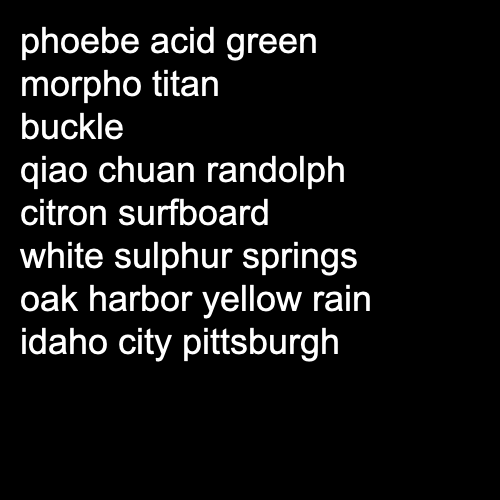 phoebe acid green
morpho titan
buckle
qiao chuan randolph
citron surfboard
white sulphur springs
oak harbor yellow rain
idaho city pittsburgh